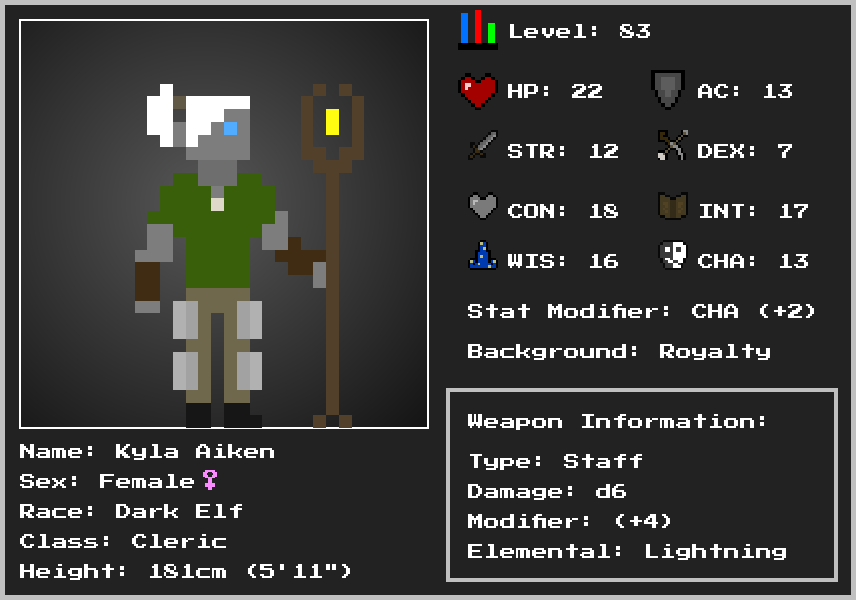 Level: 83
HP: 22 AC: 13
STR: 12 DEX: 7
CON: 18 INT: 17
WIS: 16 CHA: 13
Stat Modifier: CHA (+2)
Background: Royalty
Weapon Information:
Type: Staff
Damage: d6
Modifier: (+4)
Elemental: Lightning
Name: Kyla Aiken
Sex: Female♀
Race: Dark Elf
Class: Cleric
Height: 181cm (5'11")